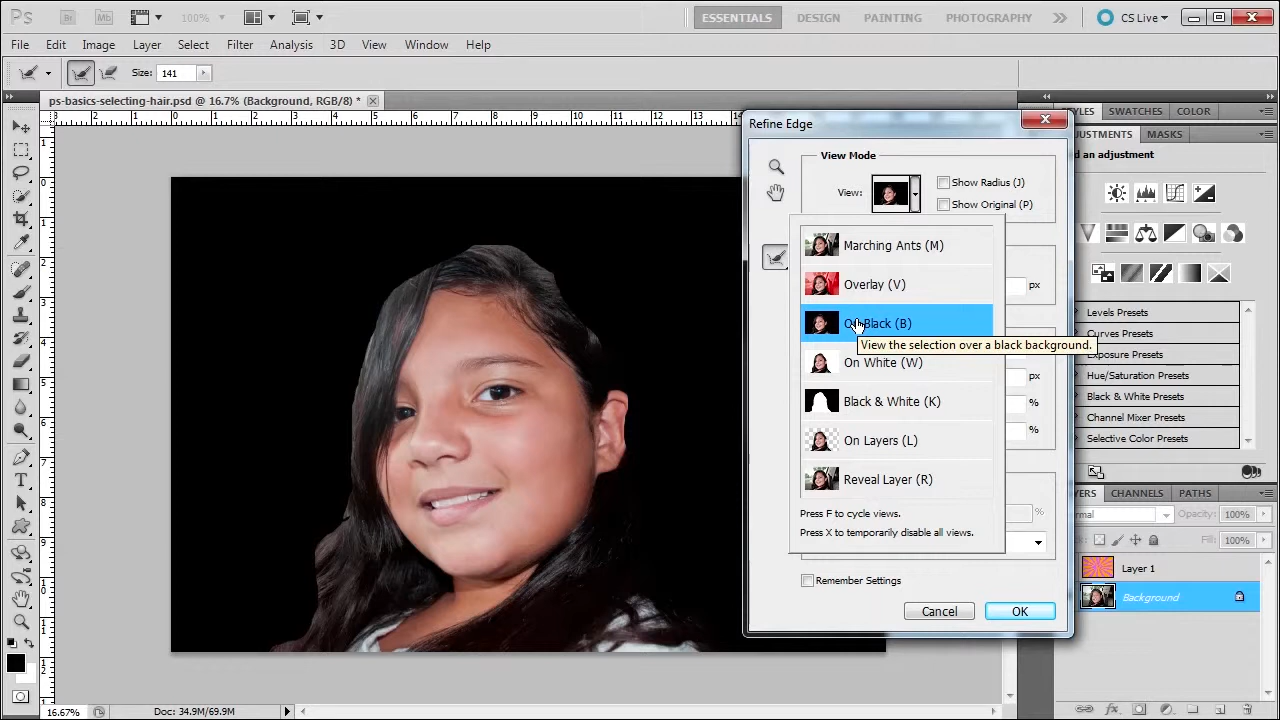 Ps Br Mb 100% ESSENTIALS DESIGN PAINTING PHOTOGRAPHY CS Live
File Edit Image Layer Select Filter Analysis 3D View Window Help
Size: 141
ps-basics-selecting-hair.psd @ 16.7% (Background, RGB/8) *
Refine Edge
View Mode
View:
Show Radius (J)
Show Original (P)
Marching Ants (M)
Overlay (V)
px
On Black (B)
View the selection over a black background.
On White (W)
px
Black & White (K)
%
%
On Layers (L)
Reveal Layer (R)
Press F to cycle views.
%
Press X to temporarily disable all views.
Remember Settings
Cancel OK
STYLES SWATCHES COLOR
ADJUSTMENTS MASKS
d an adjustment
Levels Presets
Curves Presets
Exposure Presets
Hue/Saturation Presets
Black & White Presets
Channel Mixer Presets
Selective Color Presets
YERS CHANNELS PATHS
rmal Opacity: 100%
Fill: 100%
Layer 1
Background
16.67% Doc: 34.9M/69.9M